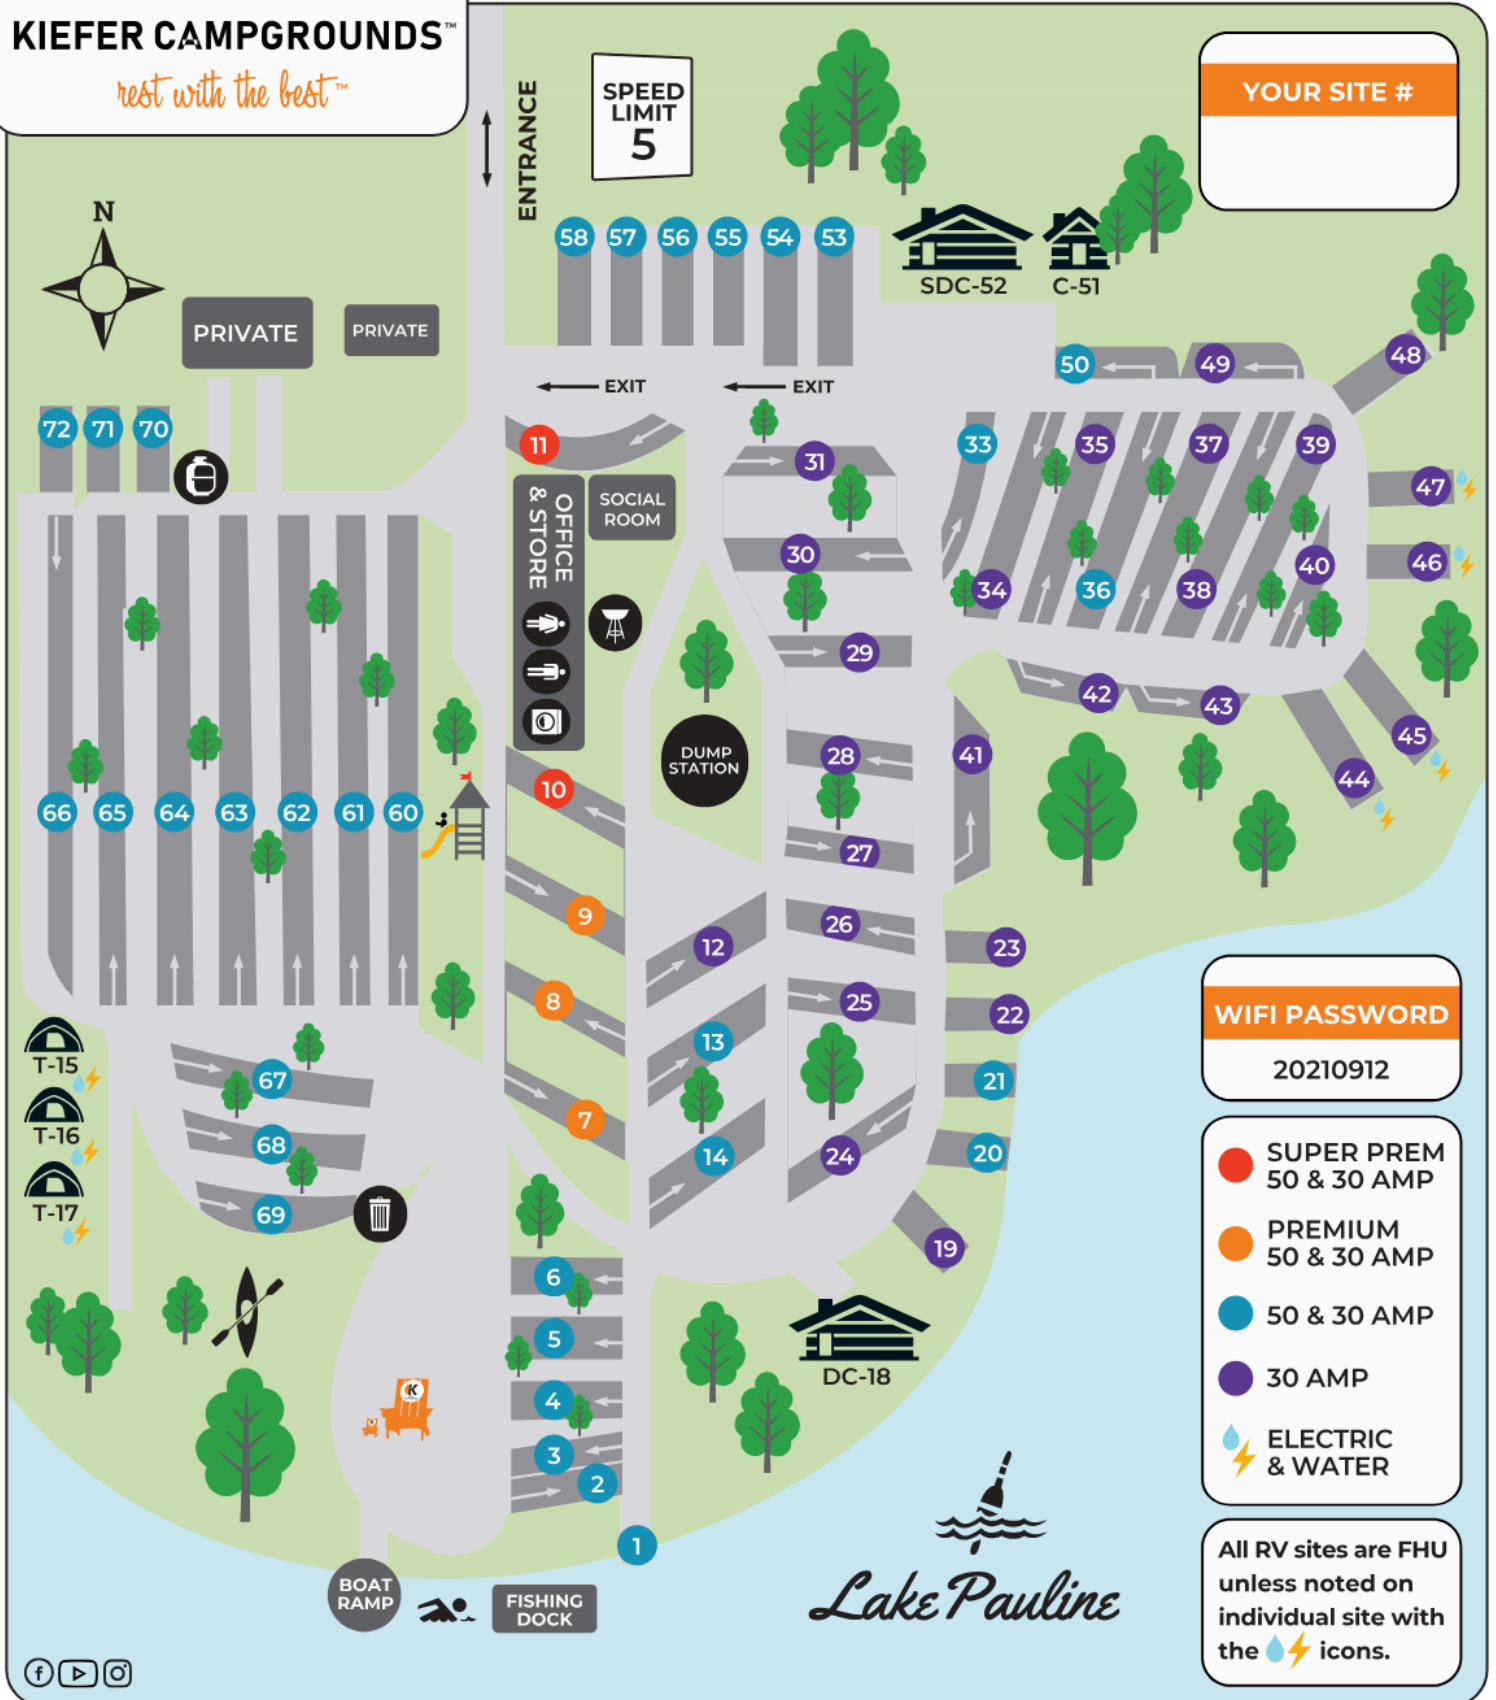 KIEFER CAMPGROUNDS™
rest with the best™
ENTRANCE
SPEED
LIMIT
5
YOUR SITE #
N
58 57 56 55 54 53
SDC-52
C-51
PRIVATE
PRIVATE
50
49
48
EXIT
EXIT
72 71 70
11
31
33
35
37
39
47
OFFICE
& STORE
SOCIAL
ROOM
30
46
34
36
38
40
29
42
43
45
44
DUMP
STATION
28
41
10
66 65 64 63 62 61 60
27
9
12
26
23
8
25
22
13
21
WIFI PASSWORD
20210912
T-15
67
T-16
68
7
14
24
20
T-17
69
19
6
5
4
3
2
1
K
DC-18
SUPER PREM
50 & 30 AMP
PREMIUM
50 & 30 AMP
50 & 30 AMP
30 AMP
ELECTRIC
& WATER
BOAT
RAMP
FISHING
DOCK
Lake Pauline
All RV sites are FHU
unless noted on
individual site with
the icons.